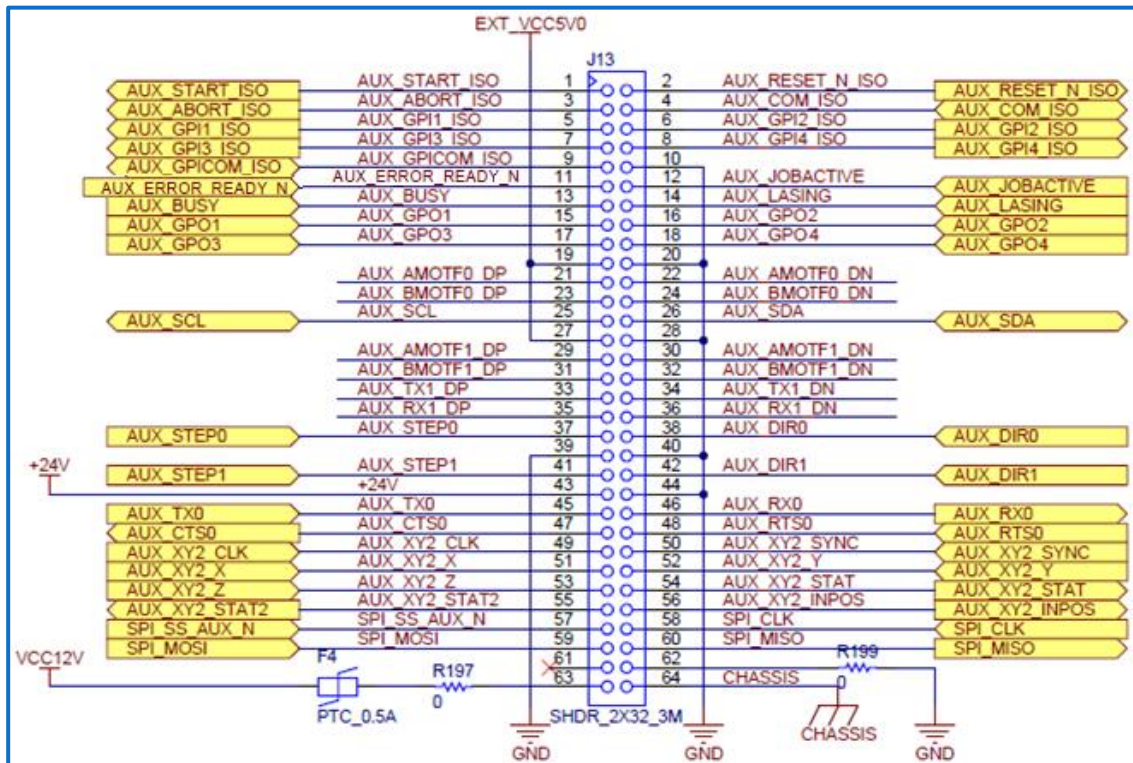 EXT_VCC5V0
J13
AUX_START_ISO AUX_START_ISO 1 2 AUX_RESET_N_ISO AUX_RESET_N_ISO
AUX_ABORT_ISO AUX_ABORT_ISO 3 4 AUX_COM_ISO AUX_COM_ISO
AUX_GPI1_ISO AUX_GPI1_ISO 5 6 AUX_GPI2_ISO AUX_GPI2_ISO
AUX_GPI3_ISO AUX_GPI3_ISO 7 8 AUX_GPI4_ISO AUX_GPI4_ISO
AUX_GPICOM_ISO AUX_GPICOM_ISO 9 10
AUX_ERROR_READY_N AUX_ERROR_READY_N 11 12 AUX_JOBACTIVE AUX_JOBACTIVE
AUX_BUSY AUX_BUSY 13 14 AUX_LASING AUX_LASING
AUX_GPO1 AUX_GPO1 15 16 AUX_GPO2 AUX_GPO2
AUX_GPO3 AUX_GPO3 17 18 AUX_GPO4 AUX_GPO4
19 20
AUX_AMOTF0_DP 21 22 AUX_AMOTF0_DN
AUX_BMOTF0_DP 23 24 AUX_BMOTF0_DN
AUX_SCL AUX_SCL 25 26 AUX_SDA AUX_SDA
27 28
AUX_AMOTF1_DP 29 30 AUX_AMOTF1_DN
AUX_BMOTF1_DP 31 32 AUX_BMOTF1_DN
AUX_TX1_DP 33 34 AUX_TX1_DN
AUX_RX1_DP 35 36 AUX_RX1_DN
AUX_STEP0 AUX_STEP0 37 38 AUX_DIR0 AUX_DIR0
39 40
+24V
AUX_STEP1 AUX_STEP1 41 42 AUX_DIR1 AUX_DIR1
+24V 43 44
AUX_TX0 AUX_TX0 45 46 AUX_RX0 AUX_RX0
AUX_CTS0 AUX_CTS0 47 48 AUX_RTS0 AUX_RTS0
AUX_XY2_CLK AUX_XY2_CLK 49 50 AUX_XY2_SYNC AUX_XY2_SYNC
AUX_XY2_X AUX_XY2_X 51 52 AUX_XY2_Y AUX_XY2_Y
AUX_XY2_Z AUX_XY2_Z 53 54 AUX_XY2_STAT AUX_XY2_STAT
AUX_XY2_STAT2 AUX_XY2_STAT2 55 56 AUX_XY2_INPOS AUX_XY2_INPOS
SPI_SS_AUX_N SPI_SS_AUX_N 57 58 SPI_CLK SPI_CLK
SPI_MOSI SPI_MOSI 59 60 SPI_MISO SPI_MISO
VCC12V F4 61 62 R199
R197 63 64 CHASSIS 0
0
PTC_0.5A SHDR_2X32_3M
CHASSIS
GND GND GND